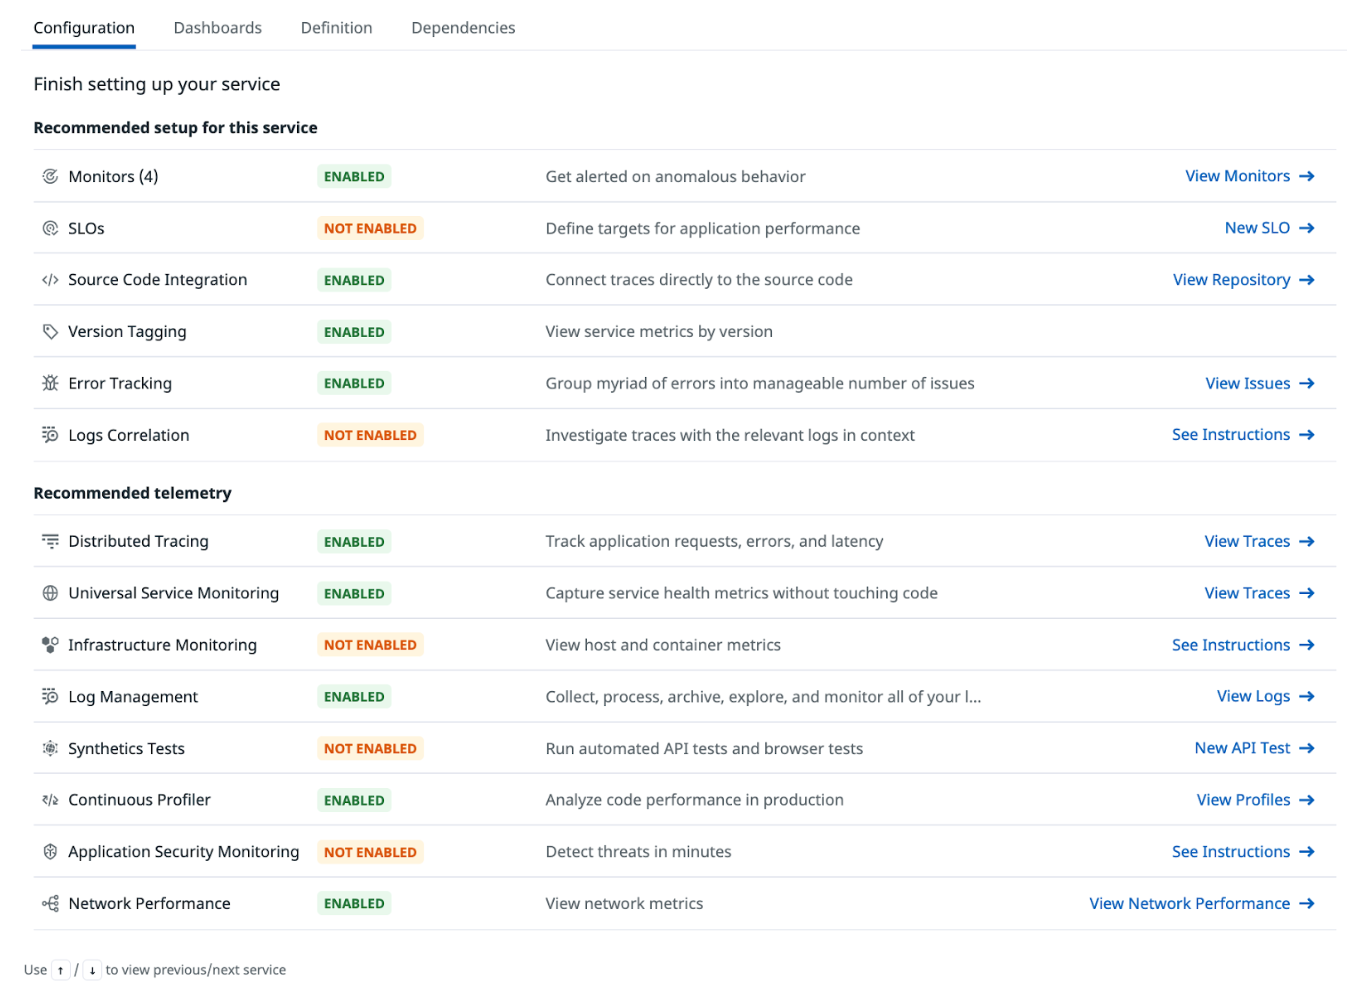 Configuration Dashboards Definition Dependencies
Finish setting up your service
Recommended setup for this service
Monitors (4) ENABLED Get alerted on anomalous behavior View Monitors →
SLOs NOT ENABLED Define targets for application performance New SLO →
Source Code Integration ENABLED Connect traces directly to the source code View Repository →
Version Tagging ENABLED View service metrics by version
Error Tracking ENABLED Group myriad of errors into manageable number of issues View Issues →
Logs Correlation NOT ENABLED Investigate traces with the relevant logs in context See Instructions →
Recommended telemetry
Distributed Tracing ENABLED Track application requests, errors, and latency View Traces →
Universal Service Monitoring ENABLED Capture service health metrics without touching code View Traces →
Infrastructure Monitoring NOT ENABLED View host and container metrics See Instructions →
Log Management ENABLED Collect, process, archive, explore, and monitor all of your l... View Logs →
Synthetics Tests NOT ENABLED Run automated API tests and browser tests New API Test →
Continuous Profiler ENABLED Analyze code performance in production View Profiles →
Application Security Monitoring NOT ENABLED Detect threats in minutes See Instructions →
Network Performance ENABLED View network metrics View Network Performance →
Use ↑ / ↓ to view previous/next service